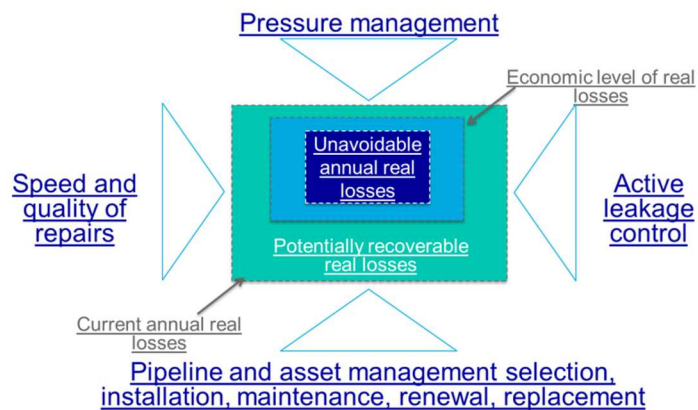 Pressure management
Economic level of real
losses
Unavoidable
annual real
losses
Speed and
quality of
repairs
Active
leakage
control
Potentially recoverable
real losses
Current annual real
losses
Pipeline and asset management selection,
installation, maintenance, renewal, replacement